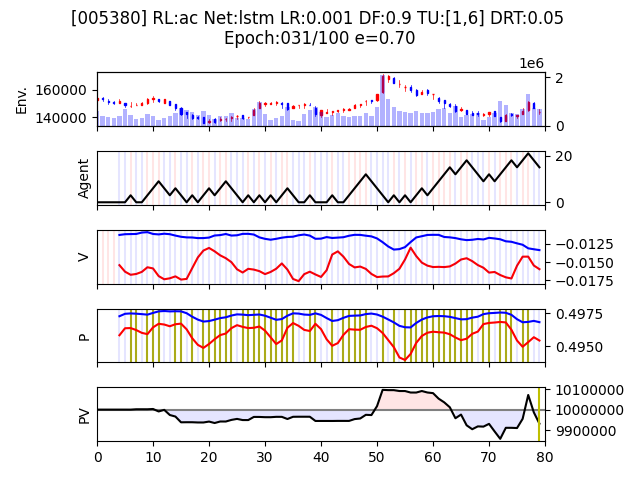 [005380] RL:ac Net:lstm LR:0.001 DF:0.9 TU:[1,6] DRT:0.05
Epoch:031/100 e=0.70
1e6
Env.
160000
140000
2
0
Agent
20
0
V
−0.0125
−0.0150
−0.0175
P
0.4975
0.4950
PV
10100000
10000000
9900000
0 10 20 30 40 50 60 70 80